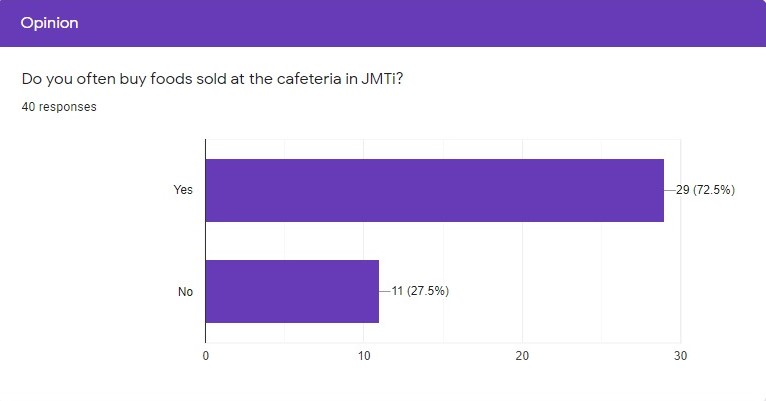 Opinion
Do you often buy foods sold at the cafeteria in JMTi?
40 responses
Yes
29 (72.5%)
No
11 (27.5%)
0
10
20
30